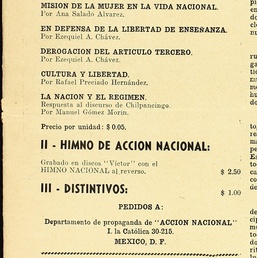 MISION DE LA MUJER EN LA VIDA NACIONAL.
Por Ana Salado Alvarez.
EN DEFENSA DE LA LIBERTAD DE ENSEÑANZA.
Por Ezequiel A. Chávez.
DEROGACION DEL ARTICULO TERCERO.
Por Ezequiel A. Chávez.
CULTURA Y LIBERTAD.
Por Rafael Preciado Hernández.
LA NACION Y EL REGIMEN.
Respuesta al discurso de Chilpancingo.
Por Manuel Gómez Morin.
Precio por unidad: $ 0.05.
II - HIMNO DE ACCION NACIONAL:
Grabado en discos "Víctor" con el
HIMNO NACIONAL al reverso. $ 2.50
III - DISTINTIVOS: $ 1.00
PEDIDOS A:
Departamento de propaganda de "ACCION NACIONAL"
I. la Católica 30-215.
MEXICO, D. F.